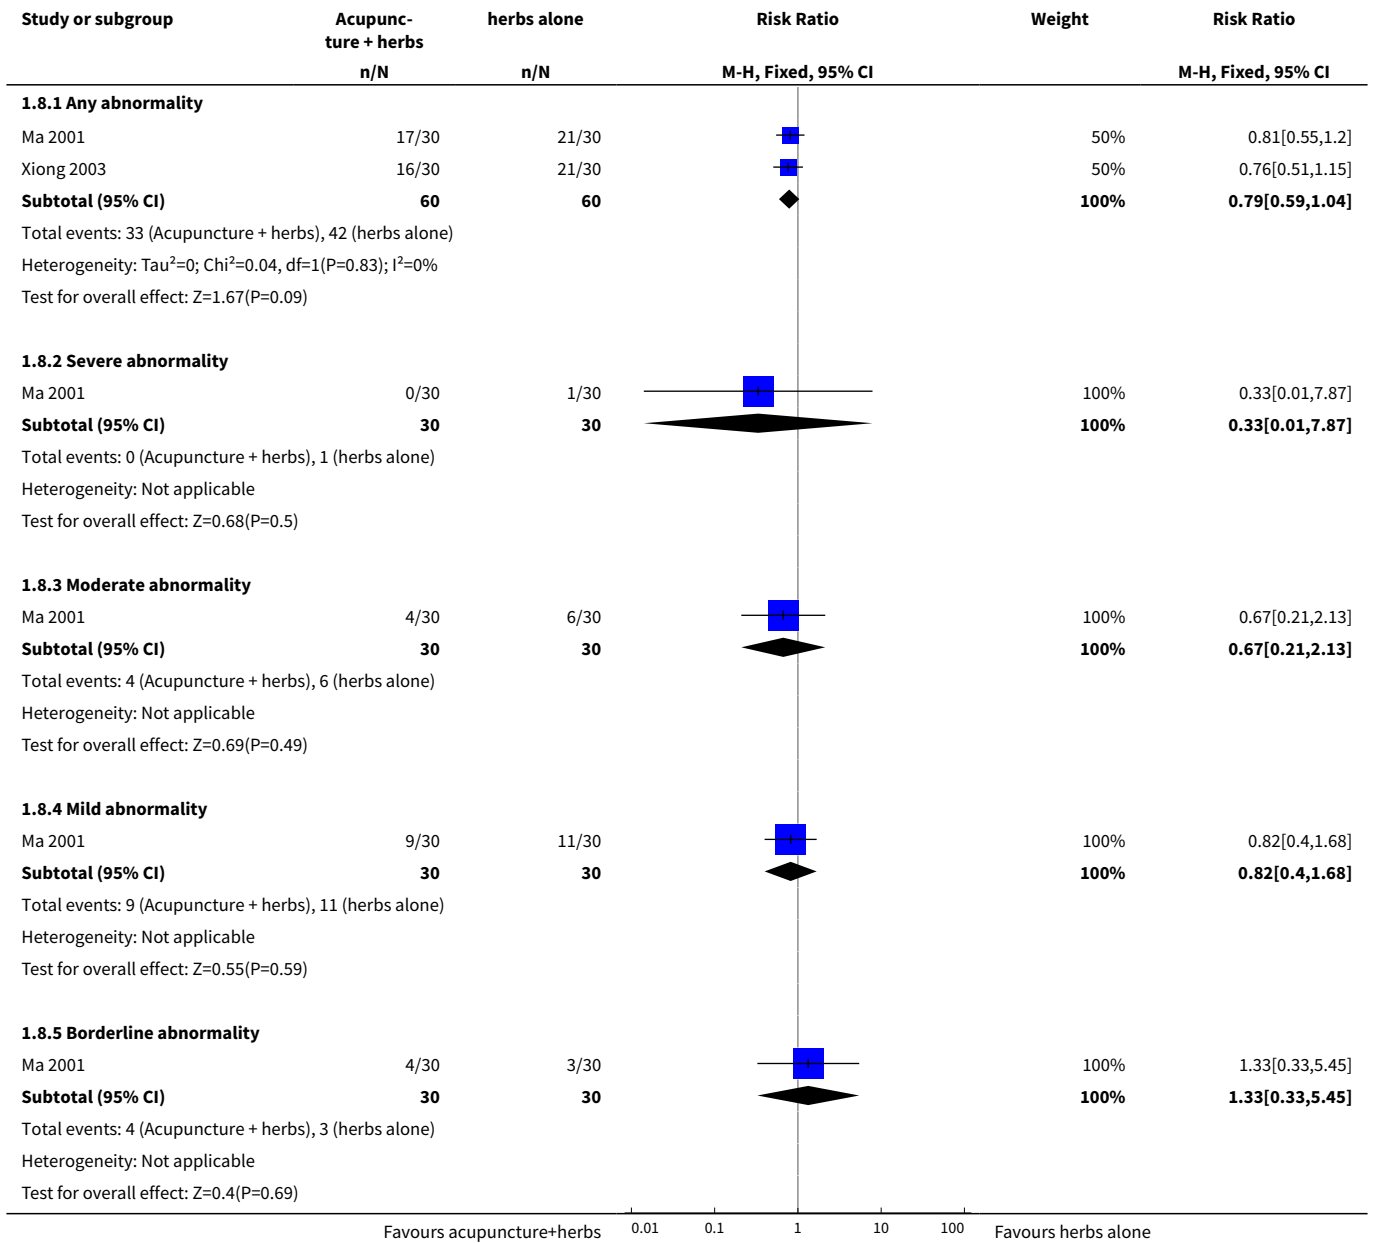 Study or subgroup Acupunc- herbs alone Risk Ratio Weight Risk Ratio
ture + herbs
n/N n/N M-H, Fixed, 95% CI M-H, Fixed, 95% CI
1.8.1 Any abnormality
Ma 2001 17/30 21/30 50% 0.81[0.55,1.2]
Xiong 2003 16/30 21/30 50% 0.76[0.51,1.15]
Subtotal (95% CI) 60 60 100% 0.79[0.59,1.04]
Total events: 33 (Acupuncture + herbs), 42 (herbs alone)
Heterogeneity: Tau²=0; Chi²=0.04, df=1(P=0.83); I²=0%
Test for overall effect: Z=1.67(P=0.09)
1.8.2 Severe abnormality
Ma 2001 0/30 1/30 100% 0.33[0.01,7.87]
Subtotal (95% CI) 30 30 100% 0.33[0.01,7.87]
Total events: 0 (Acupuncture + herbs), 1 (herbs alone)
Heterogeneity: Not applicable
Test for overall effect: Z=0.68(P=0.5)
1.8.3 Moderate abnormality
Ma 2001 4/30 6/30 100% 0.67[0.21,2.13]
Subtotal (95% CI) 30 30 100% 0.67[0.21,2.13]
Total events: 4 (Acupuncture + herbs), 6 (herbs alone)
Heterogeneity: Not applicable
Test for overall effect: Z=0.69(P=0.49)
1.8.4 Mild abnormality
Ma 2001 9/30 11/30 100% 0.82[0.4,1.68]
Subtotal (95% CI) 30 30 100% 0.82[0.4,1.68]
Total events: 9 (Acupuncture + herbs), 11 (herbs alone)
Heterogeneity: Not applicable
Test for overall effect: Z=0.55(P=0.59)
1.8.5 Borderline abnormality
Ma 2001 4/30 3/30 100% 1.33[0.33,5.45]
Subtotal (95% CI) 30 30 100% 1.33[0.33,5.45]
Total events: 4 (Acupuncture + herbs), 3 (herbs alone)
Heterogeneity: Not applicable
Test for overall effect: Z=0.4(P=0.69)
Favours acupuncture+herbs 0.01 0.1 1 10 100 Favours herbs alone